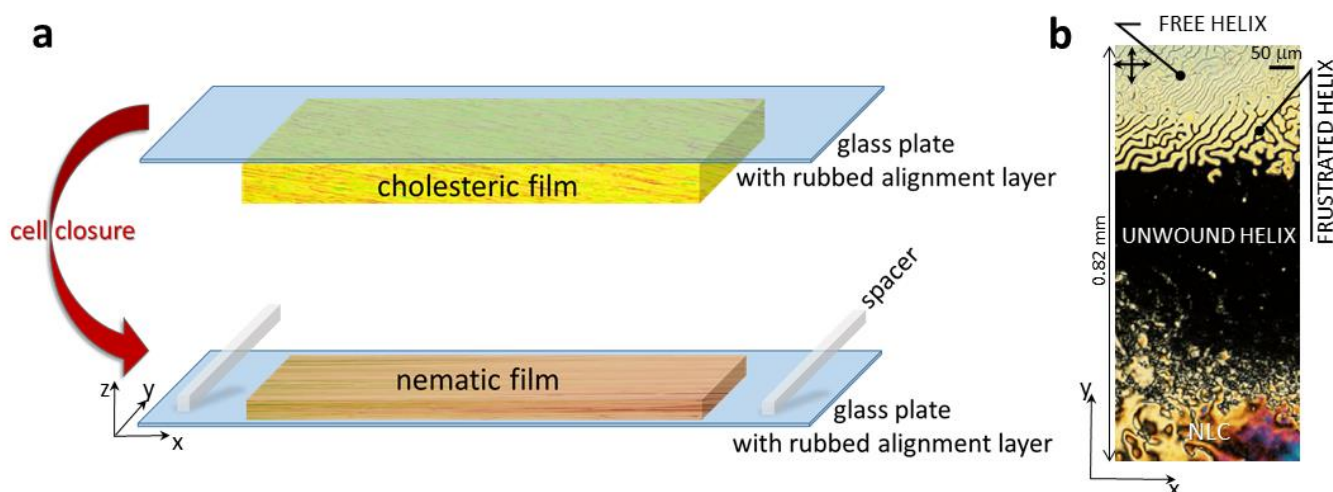 a
cholesteric film
glass plate
with rubbed alignment layer
cell closure
spacer
nematic film
z
y
x
glass plate
with rubbed alignment layer
b
FREE HELIX
50 μm
FRUSTRATED HELIX
UNWOUND HELIX
0.82 mm
NLC
y
x